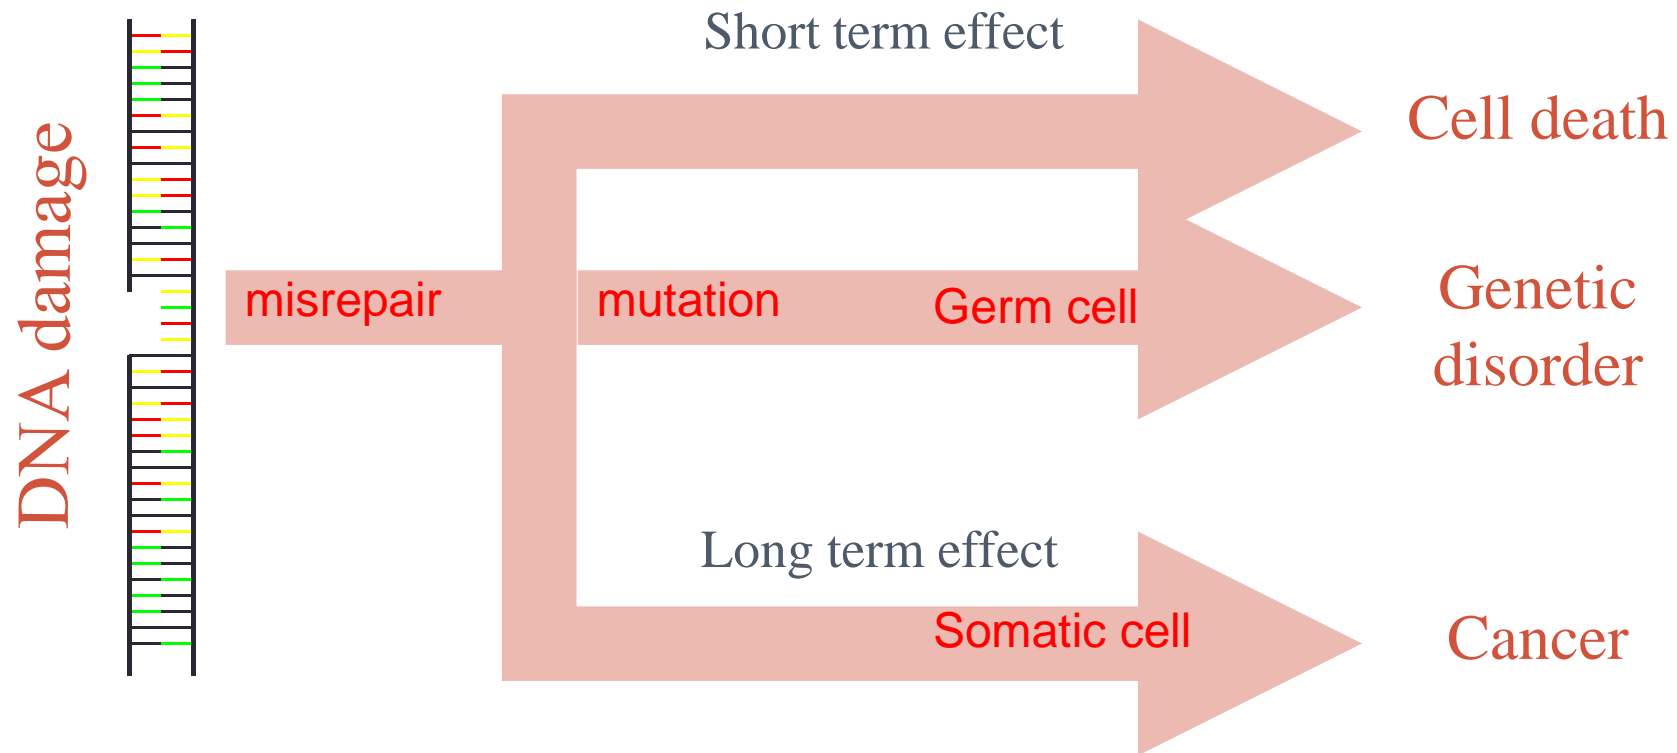 DNA damage
Short term effect
Cell death
misrepair
mutation
Germ cell
Genetic
disorder
Long term effect
Somatic cell
Cancer